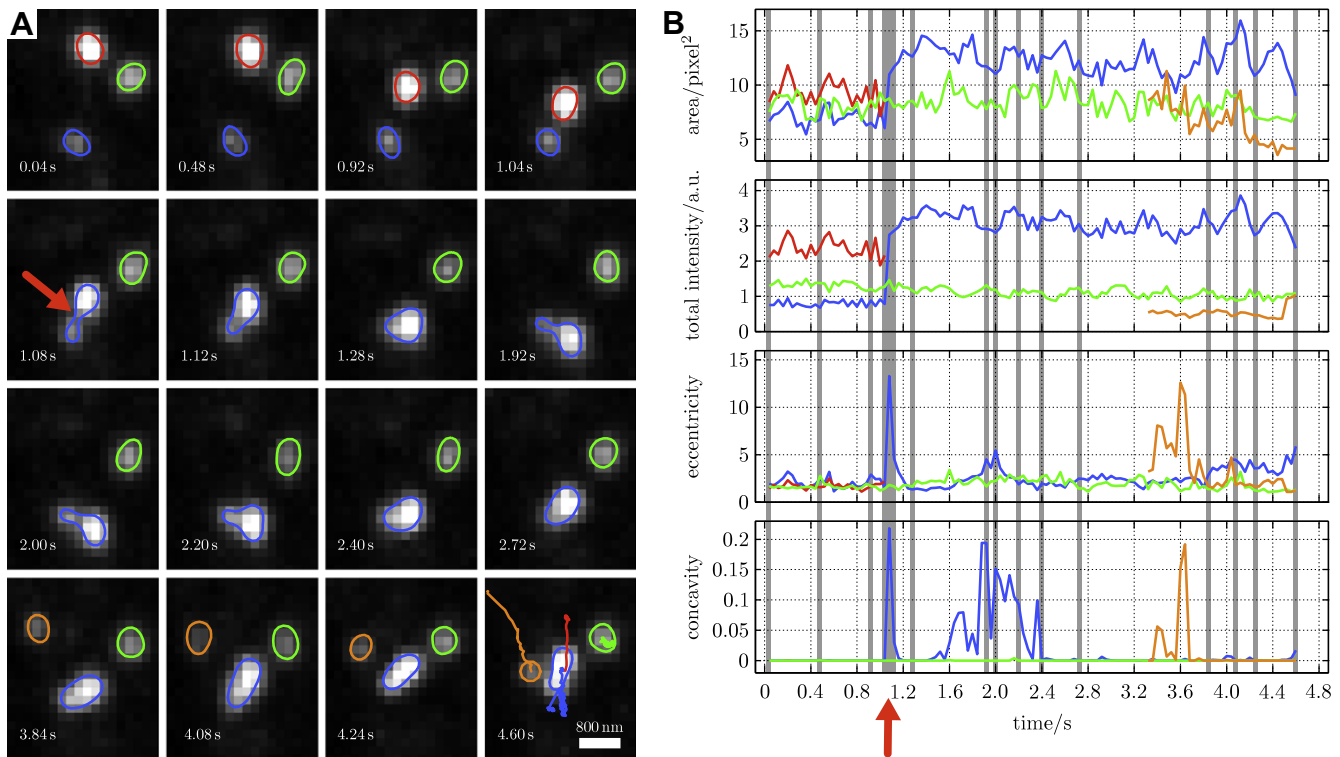 A
0.04 s
0.48 s
0.92 s
1.04 s
1.08 s
1.12 s
1.28 s
1.92 s
2.00 s
2.20 s
2.40 s
2.72 s
3.84 s
4.08 s
4.24 s
4.60 s
800 nm
B
area/pixel²
15
10
5
total intensity/a.u.
4
3
2
1
0
eccentricity
15
10
5
0
concavity
0.2
0.15
0.1
0.05
0
0 0.4 0.8 1.2 1.6 2.0 2.4 2.8 3.2 3.6 4.0 4.4 4.8
time/s